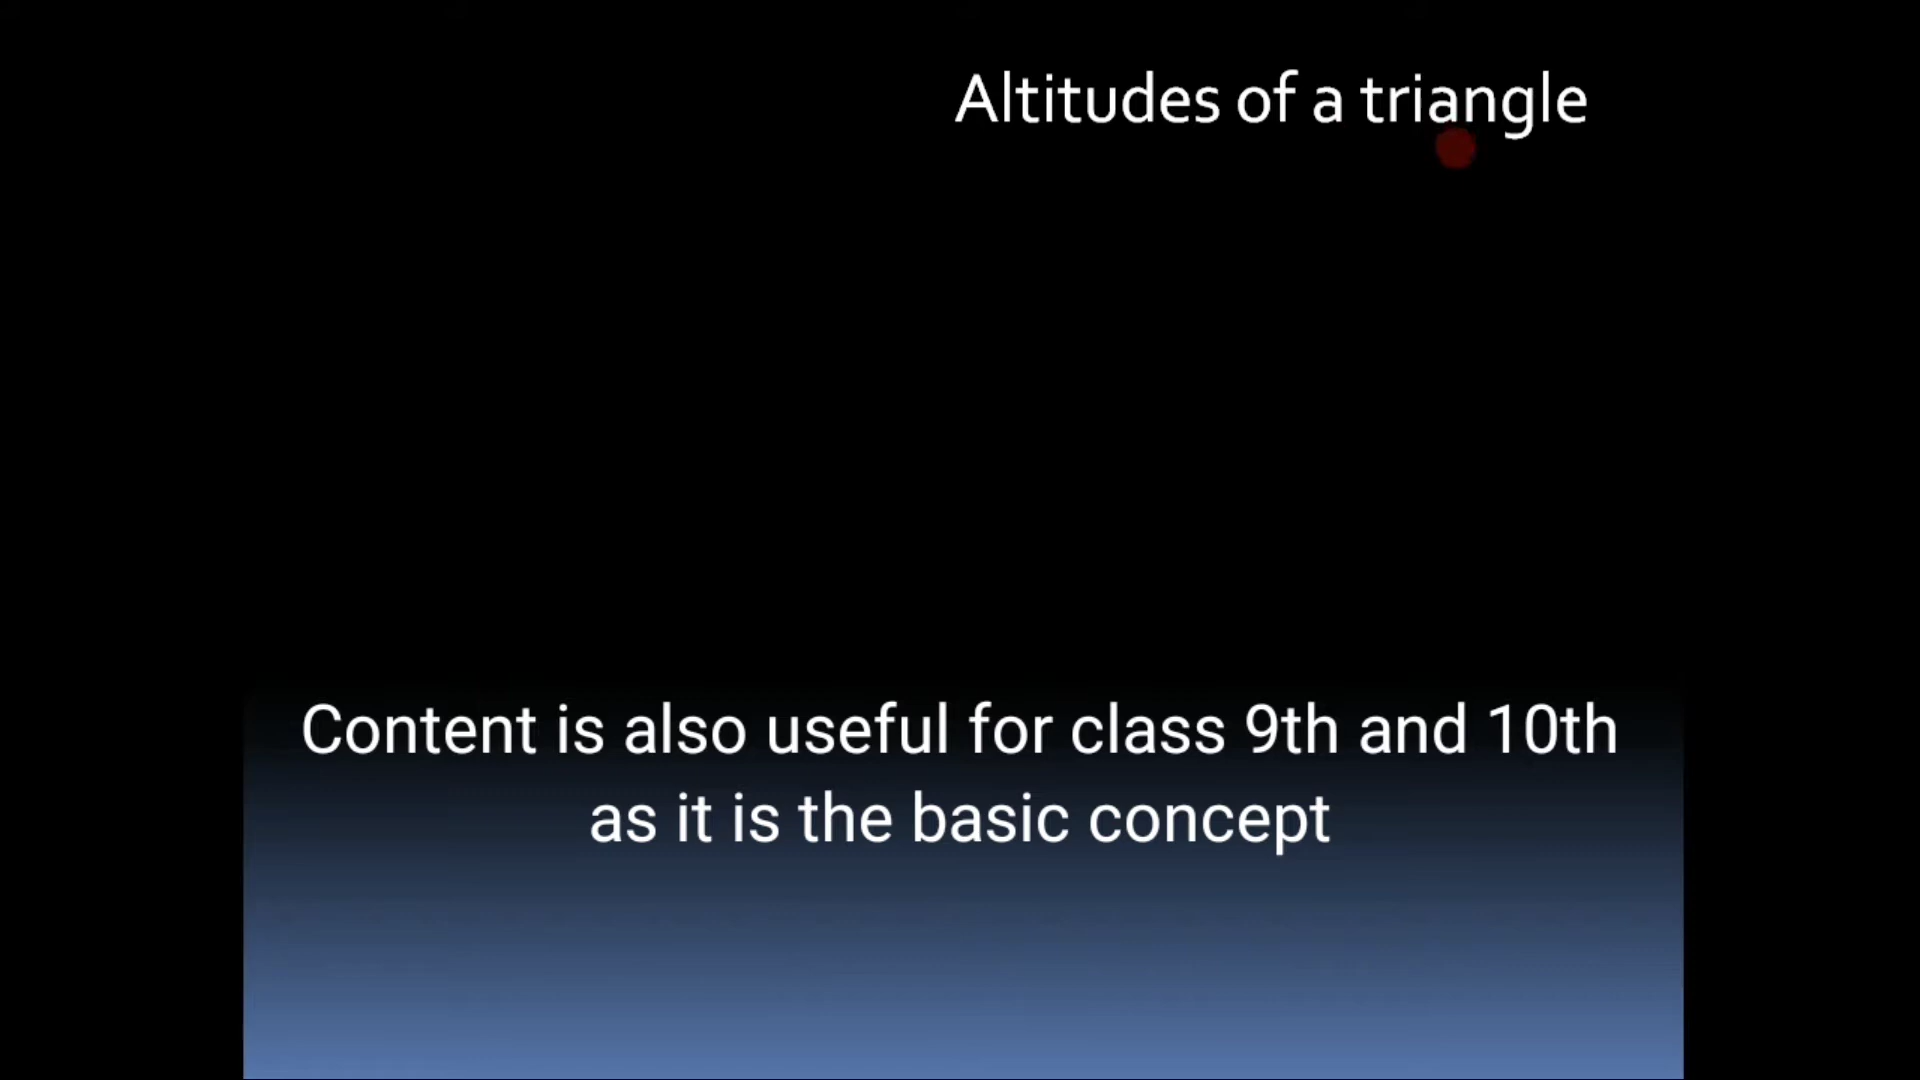 Altitudes of a triangle
Content is also useful for class 9th and 10th
as it is the basic concept